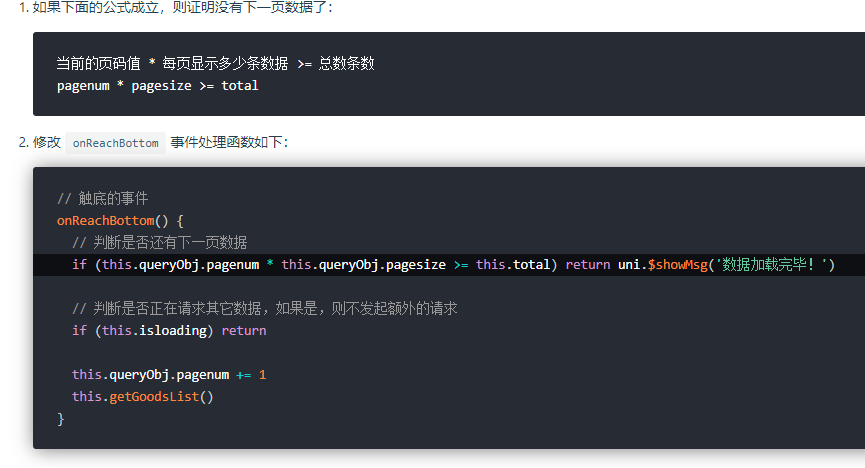 1. 如果下面的公式成立，则证明没有下一页数据了：
当前的页码值 * 每页显示多少条数据 >= 总数条数
pagenum * pagesize >= total
2. 修改 onReachBottom 事件处理函数如下：
// 触底的事件
onReachBottom() {
  // 判断是否还有下一页数据
  if (this.queryObj.pagenum * this.queryObj.pagesize >= this.total) return uni.$showMsg('数据加载完毕！')
  // 判断是否正在请求其它数据，如果是，则不发起额外的请求
  if (this.isloading) return
  this.queryObj.pagenum += 1
  this.getGoodsList()
}